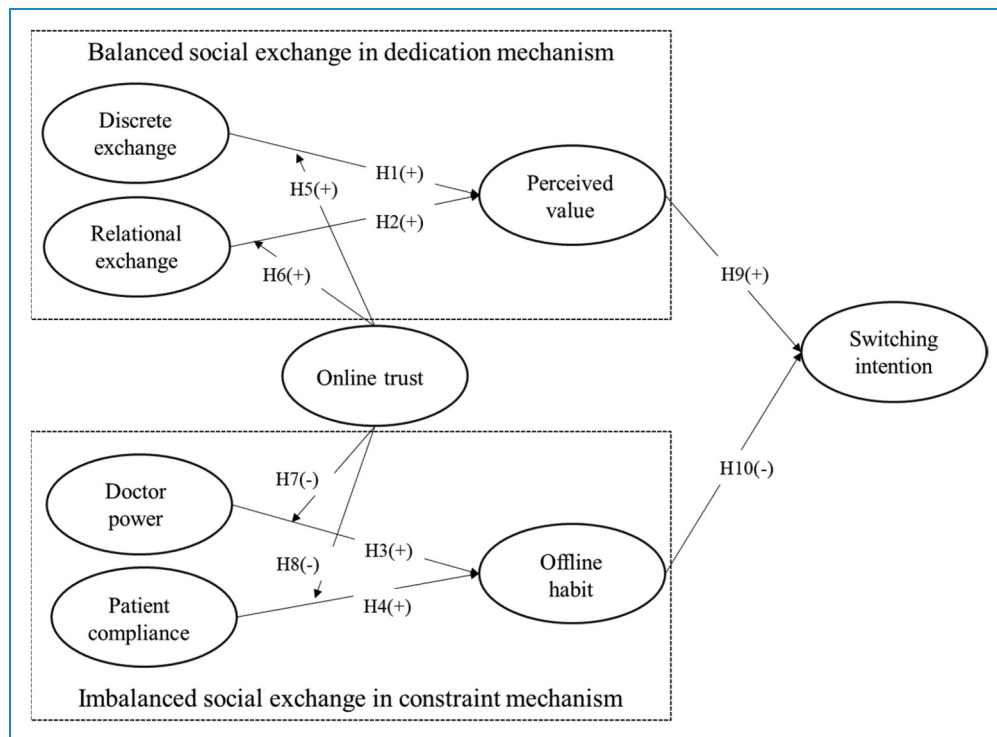 Balanced social exchange in dedication mechanism
Discrete
exchange
H1(+)
H5(+)
Perceived
value
H2(+)
Relational
exchange
H6(+)
H9(+)
Switching
intention
Online trust
H10(-)
H7(-)
Doctor
power
H3(+)
H8(-)
Offline
habit
H4(+)
Patient
compliance
Imbalanced social exchange in constraint mechanism